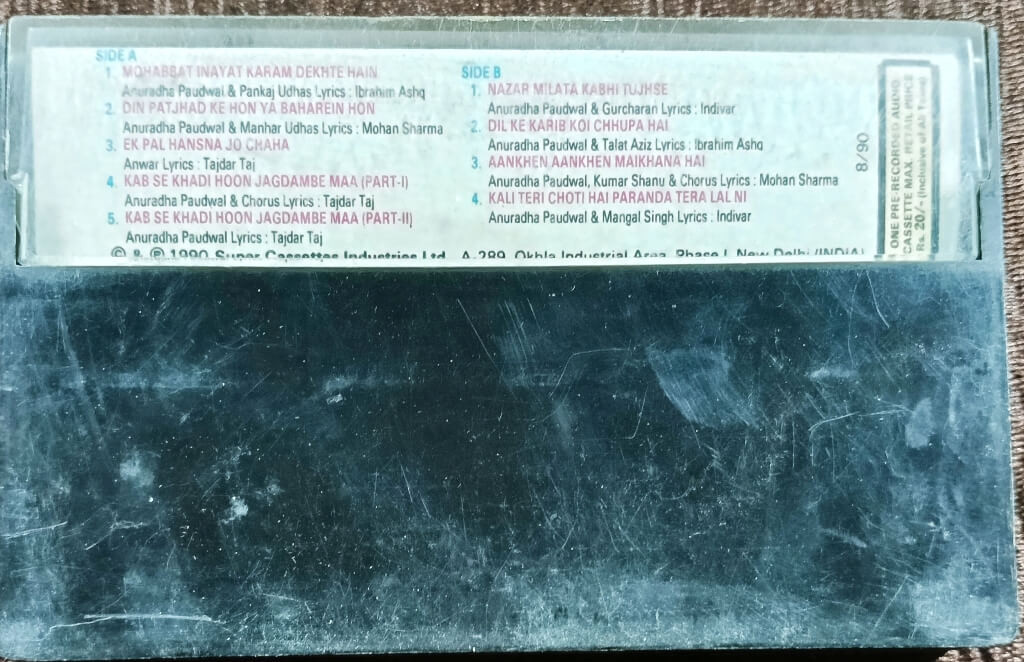 SIDE A
1. MOHABBAT INAYAT KARAM DEKHTE HAIN
Anuradha Paudwal & Pankaj Udhas Lyrics : Ibrahim Ashq
2. DIN PATJHAD KE HON YA BAHAREIN HON
Anuradha Paudwal & Manhar Udhas Lyrics : Mohan Sharma
3. EK PAL HANSNA JO CHAHA
Anwar Lyrics : Tajdar Taj
4. KAB SE KHADI HOON JAGDAMBE MAA (PART-I)
Anuradha Paudwal & Chorus Lyrics : Tajdar Taj
5. KAB SE KHADI HOON JAGDAMBE MAA (PART-II)
Anuradha Paudwal Lyrics : Tajdar Taj
SIDE B
1. NAZAR MILATA KABHI TUJHSE
Anuradha Paudwal & Gurcharan Lyrics : Indivar
2. DIL KE KARIB KOI CHHUPA HAI
Anuradha Paudwal & Talat Aziz Lyrics : Ibrahim Ashq
3. AANKHEN AANKHEN MAIKHANA HAI
Anuradha Paudwal, Kumar Shanu & Chorus Lyrics : Mohan Sharma
4. KALI TERI CHOTI HAI PARANDA TERA LAL NI
Anuradha Paudwal & Mangal Singh Lyrics : Indivar
© & ℗ 1990 Super Cassettes Industries Ltd. A-289, Okhla Industrial Area, Phase I, New Delhi (INDIA)
8/90
ONE PRE-RECORDED AUDIO
CASSETTE MAX. RETAIL PRICE
Rs. 20/- (Inclusive of All Taxes)